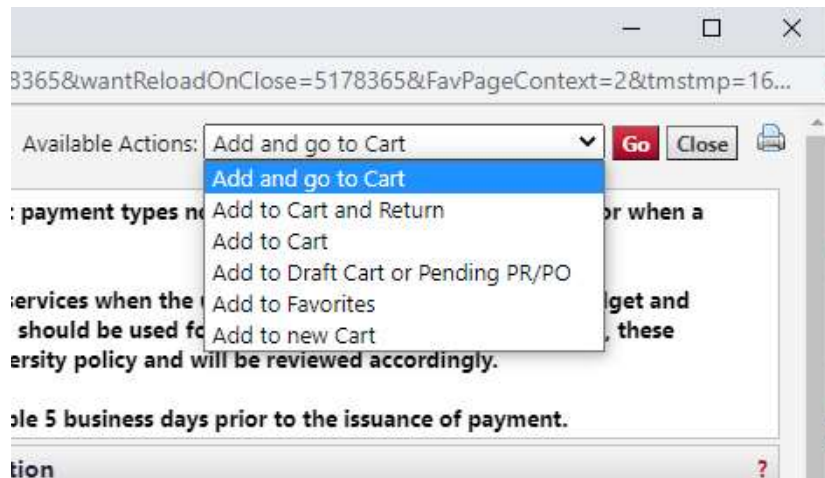 8365&wantReloadOnClose=5178365&FavPageContext=2&tmstmp=16...
Available Actions: Add and go to Cart Go Close
Add and go to Cart
: payment types or when a
Add to Cart and Return
Add to Cart
Add to Draft Cart or Pending PR/PO
services when the get and
Add to Favorites
should be used , these
Add to new Cart
ersity policy and will be reviewed accordingly.
ble 5 business days prior to the issuance of payment.
tion ?